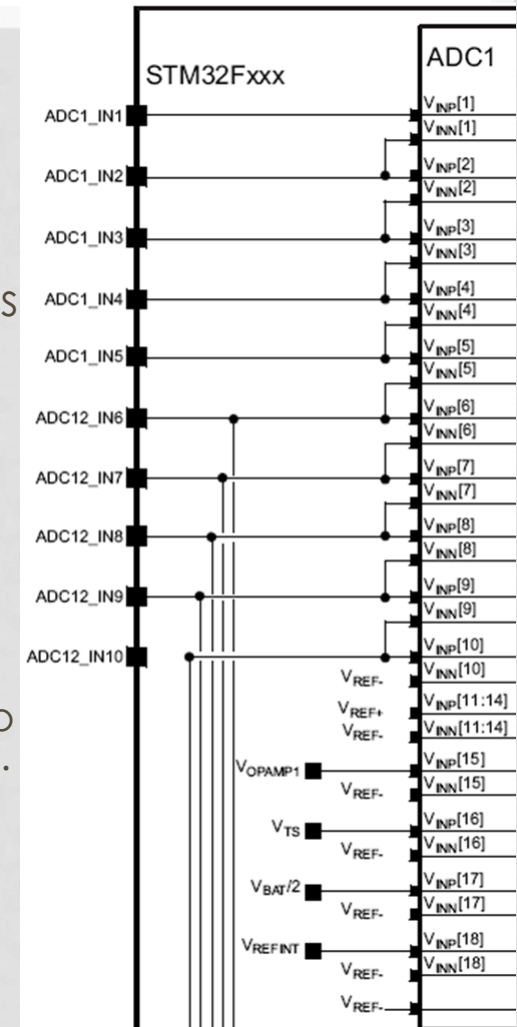 ADC1
STM32Fxxx
ADC1_IN1
VINP[1]
VINN[1]
ADC1_IN2
VINP[2]
VINN[2]
ADC1_IN3
VINP[3]
VINN[3]
ADC1_IN4
VINP[4]
VINN[4]
ADC1_IN5
VINP[5]
VINN[5]
ADC12_IN6
VINP[6]
VINN[6]
ADC12_IN7
VINP[7]
VINN[7]
ADC12_IN8
VINP[8]
VINN[8]
ADC12_IN9
VINP[9]
VINN[9]
ADC12_IN10
VINP[10]
VREF-
VINN[10]
VREF+
VINP[11:14]
VREF-
VINN[11:14]
VOPAMP1
VINP[15]
VREF-
VINN[15]
VTS
VINP[16]
VREF-
VINN[16]
VBAT/2
VINP[17]
VREF-
VINN[17]
VREFINT
VINP[18]
VREF-
VINN[18]
VREF-